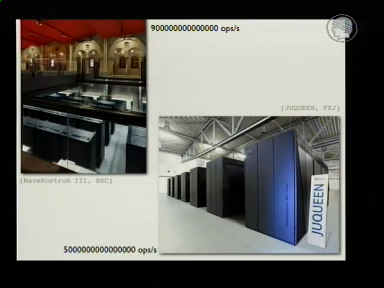 900000000000000 ops/s
[JUQUEEN, FZJ]
JUQUEEN
[MareNostrum III, BSC]
5000000000000000 ops/s